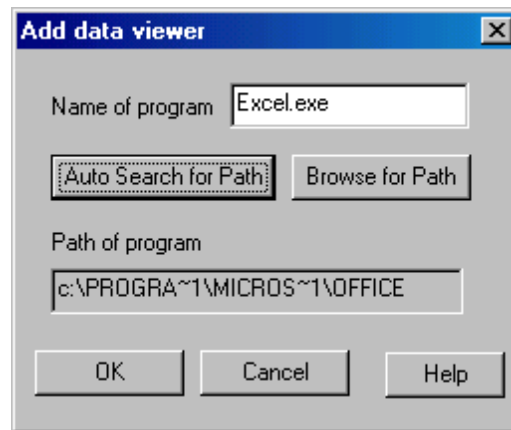 Add data viewer
Name of program Excel.exe
Auto Search for Path Browse for Path
Path of program
c:\PROGRA~1\MICROS~1\OFFICE
OK Cancel Help